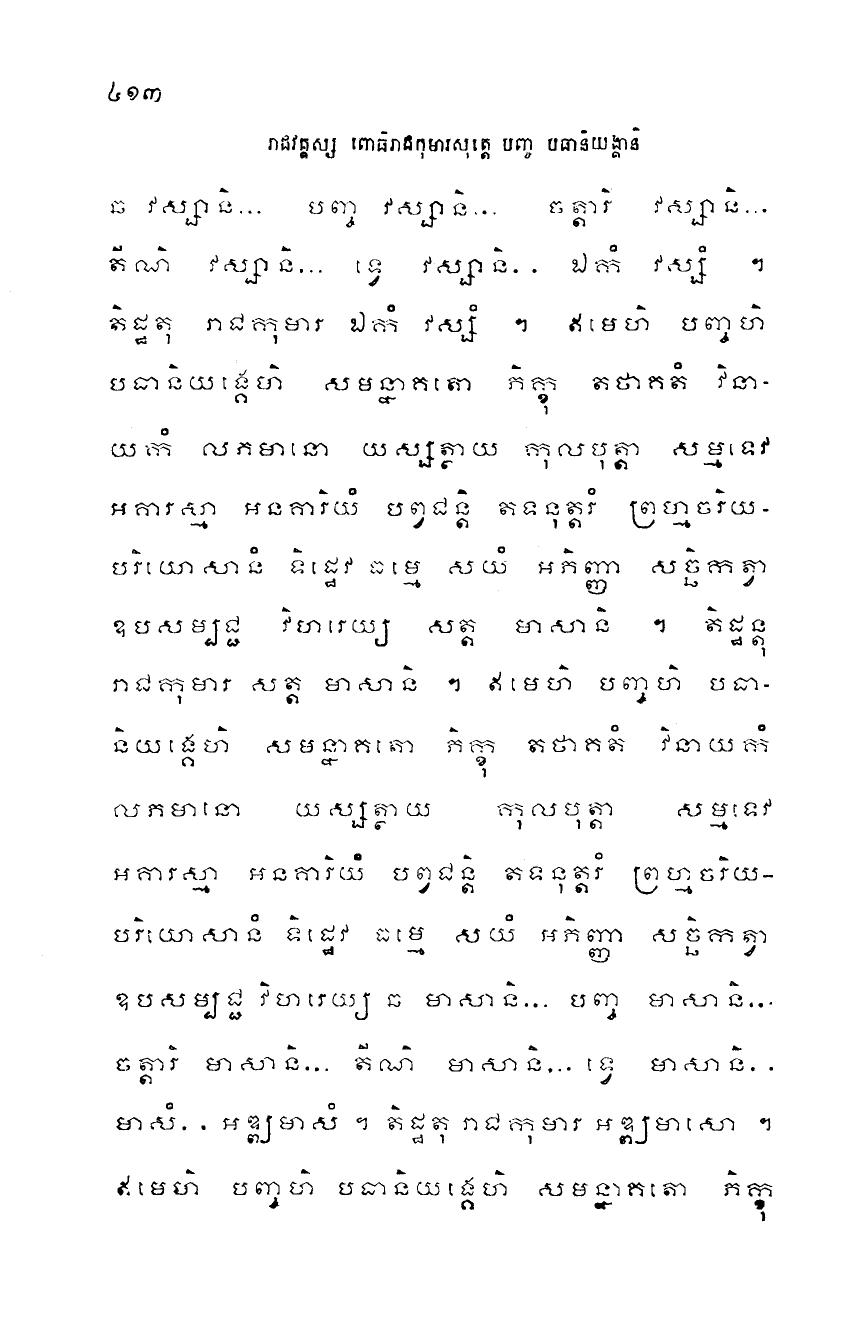 ៤១៣
រាជវគ្គស្ស ពោធិរាជកុមារសុត្តេ បញ្ច បធានិយង្គានិ
ឆ វស្សានិ... បញ្ច វស្សានិ... ចត្តារិ វស្សានិ...
តីណិ វស្សានិ... ទ្វេ វស្សានិ.. ឯកំ វស្សំ ។
តិដ្ឋតុ រាជកុមារ ឯកំ វស្សំ ។ ឥមេហិ បញ្ចហិ
បធានិយង្គេហិ សមន្នាគតោ ភិក្ខុ តថាគតំ វិនា-
យកំ លភមានោ យស្សត្ថាយ កុលបុត្តា សម្មទេវ
អគារស្មា អនគារិយំ បព្វជន្តិ តទនុត្តរំ ព្រហ្មចរិយ-
បរិយោសានំ ទិដ្ឋេវ ធម្មេ សយំ អភិញ្ញា សច្ឆិកត្វា
ឧបសម្បជ្ជ វិហរេយ្យ សត្ត មាសានិ ។ តិដ្ឋន្តុ
រាជកុមារ សត្ត មាសានិ ។ ឥមេហិ បញ្ចហិ បធា-
និយង្គេហិ សមន្នាគតោ ភិក្ខុ តថាគតំ វិនាយកំ
លភមានោ យស្សត្ថាយ កុលបុត្តា សម្មទេវ
អគារស្មា អនគារិយំ បព្វជន្តិ តទនុត្តរំ ព្រហ្មចរិយ-
បរិយោសានំ ទិដ្ឋេវ ធម្មេ សយំ អភិញ្ញា សច្ឆិកត្វា
ឧបសម្បជ្ជ វិហរេយ្យ ឆ មាសានិ... បញ្ច មាសានិ...
ចត្តារិ មាសានិ... តីណិ មាសានិ... ទ្វេ មាសានិ..
មាសំ.. អឌ្ឍមាសំ ។ តិដ្ឋតុ រាជកុមារ អឌ្ឍមាសោ ។
ឥមេហិ បញ្ចហិ បធានិយង្គេហិ សមន្នាគតោ ភិក្ខុ